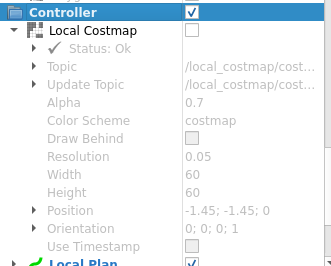 Controller
Local Costmap
Status: Ok
Topic /local_costmap/cost...
Update Topic /local_costmap/cost...
Alpha 0.7
Color Scheme costmap
Draw Behind
Resolution 0.05
Width 60
Height 60
Position -1.45; -1.45; 0
Orientation 0; 0; 0; 1
Use Timestamp
Local Plan